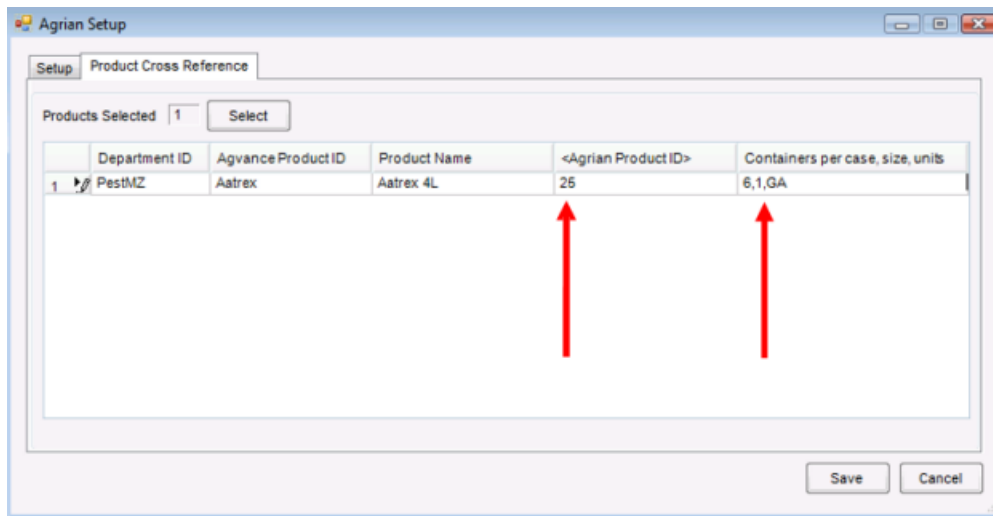 Agrian Setup
Setup Product Cross Reference
Products Selected 1 Select
Department ID Agvance Product ID Product Name <Agrian Product ID> Containers per case, size, units
1 PestMZ Aatrex Aatrex 4L 25 6,1,GA
Save Cancel